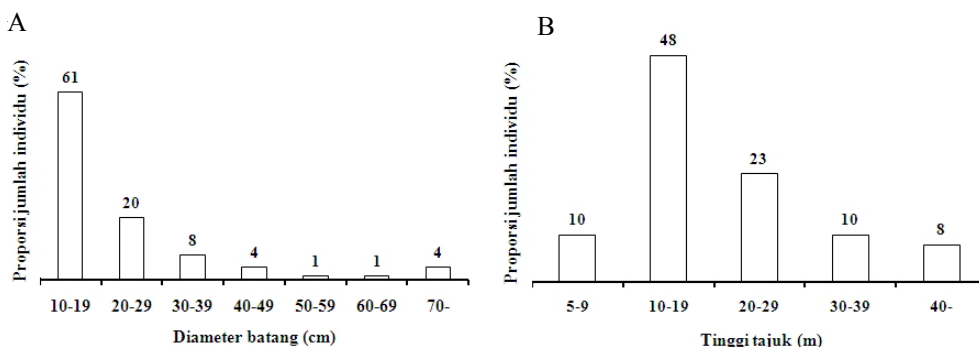 A
Proporsi jumlah individu (%)
61
20
8
4
1
1
4
10-19 20-29 30-39 40-49 50-59 60-69 70-
Diameter batang (cm)
B
Proporsi jumlah individu (%)
10
48
23
10
8
5-9 10-19 20-29 30-39 40-
Tinggi tajuk (m)